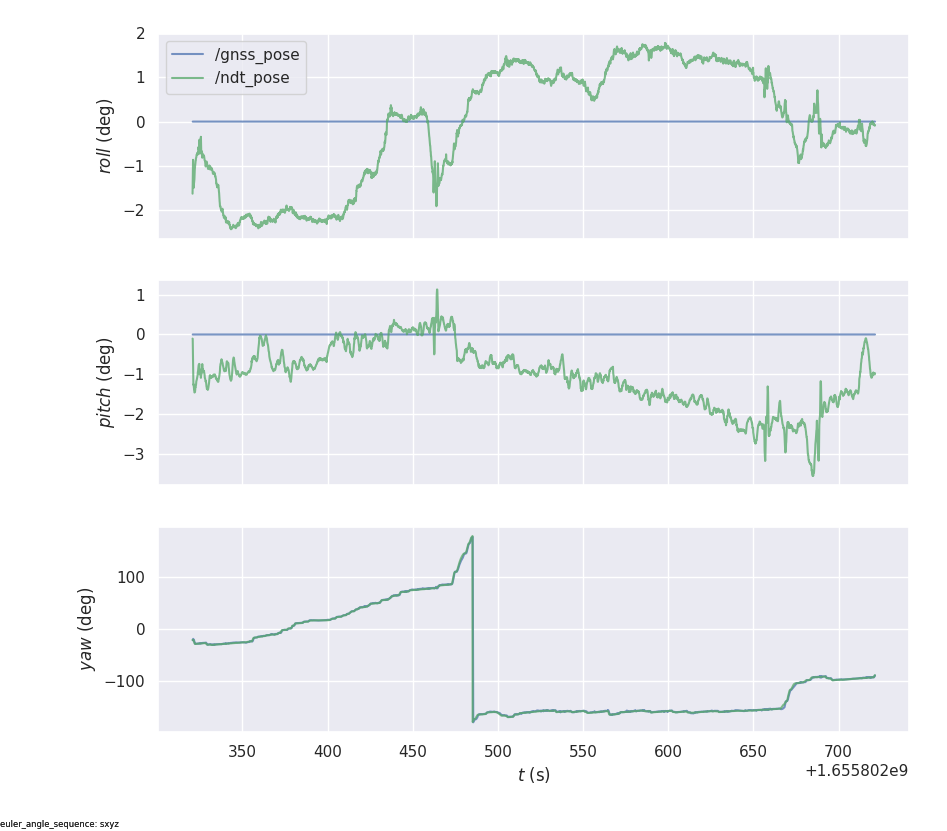 2
1
0
−1
−2
roll (deg)
/gnss_pose
/ndt_pose
1
0
−1
−2
−3
pitch (deg)
100
0
−100
yaw (deg)
350 400 450 500 550 600 650 700
t (s)
+1.655802e9
euler_angle_sequence: sxyz